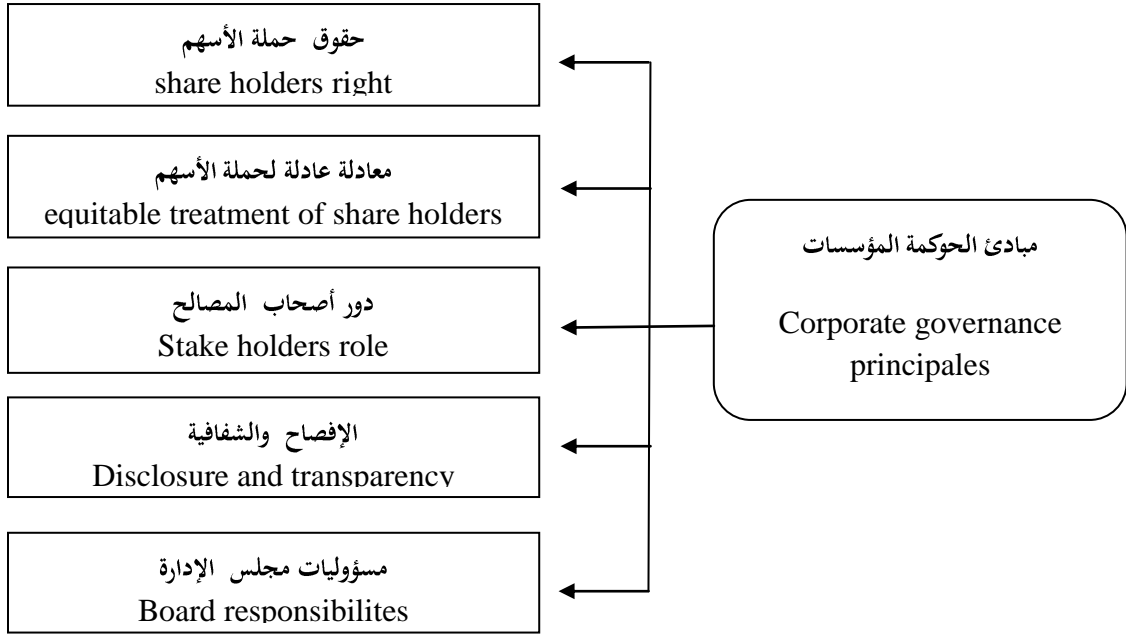 حقوق حملة الأسهم
share holders right
معادلة عادلة لحملة الأسهم
equitable treatment of share holders
دور أصحاب المصالح
Stake holders role
الإفصاح والشفافية
Disclosure and transparency
مسؤوليات مجلس الإدارة
Board responsibilites
مبادئ الحوكمة المؤسسات
Corporate governance
principales